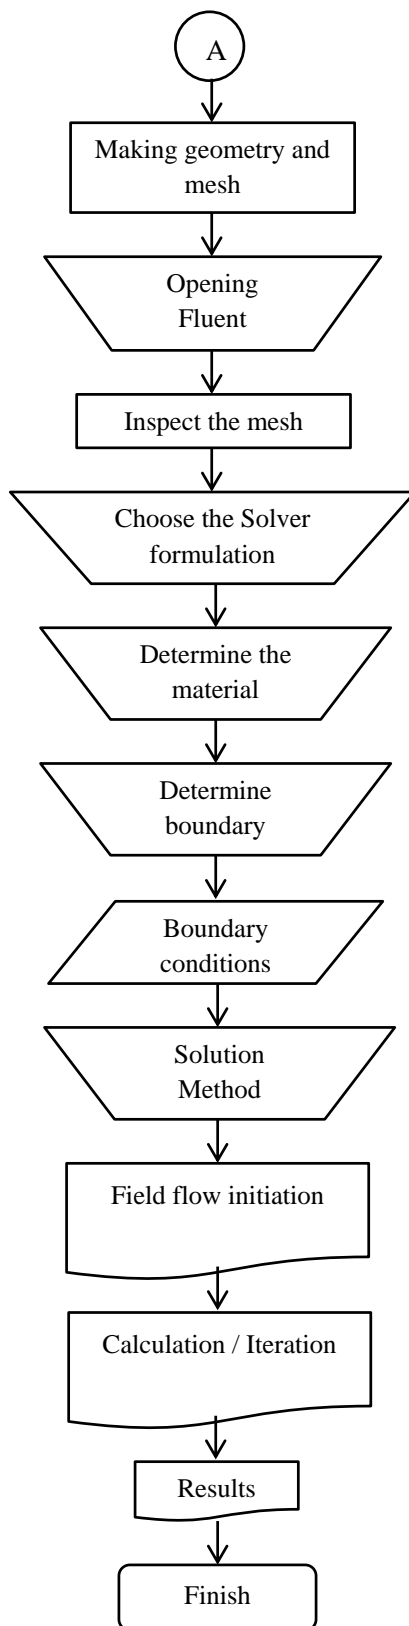 A
Making geometry and
mesh
Opening
Fluent
Inspect the mesh
Choose the Solver
formulation
Determine the
material
Determine
boundary
Boundary
conditions
Solution
Method
Field flow initiation
Calculation / Iteration
Results
Finish